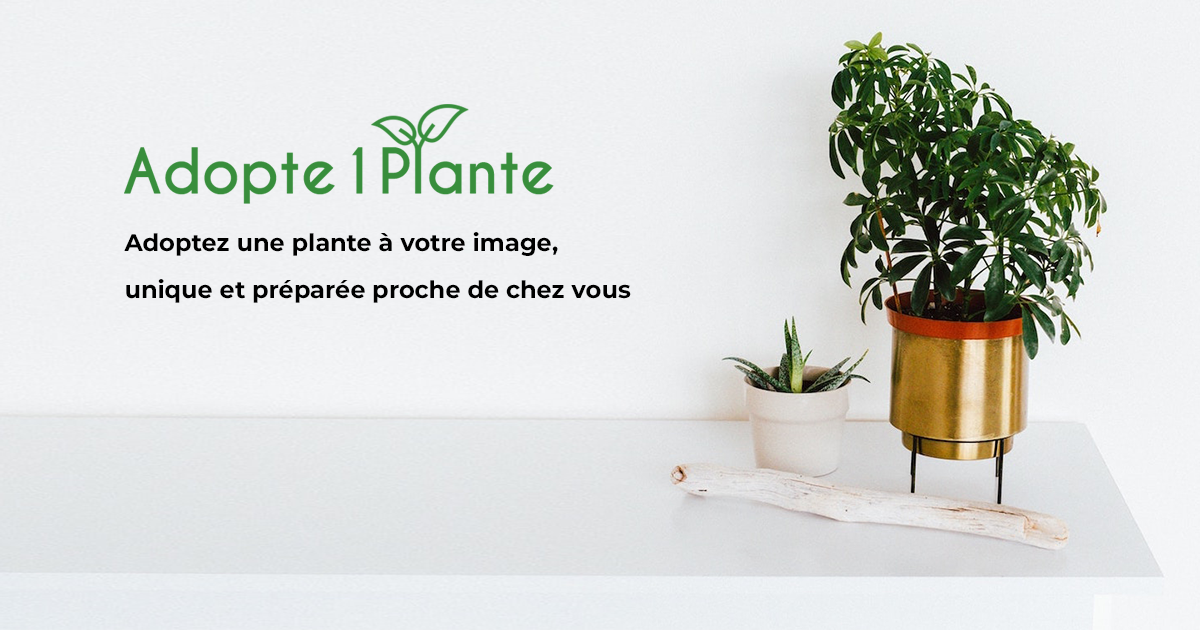 Adopte 1 Plante
Adoptez une plante à votre image,
unique et préparée proche de chez vous